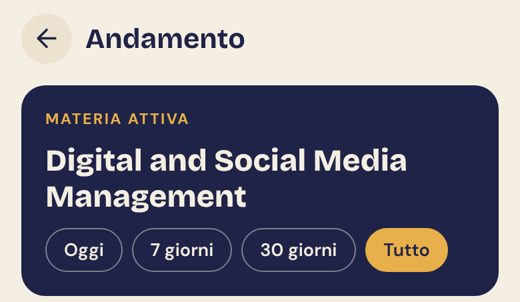 Andamento
MATERIA ATTIVA
Digital and Social Media
Management
Oggi 7 giorni 30 giorni Tutto